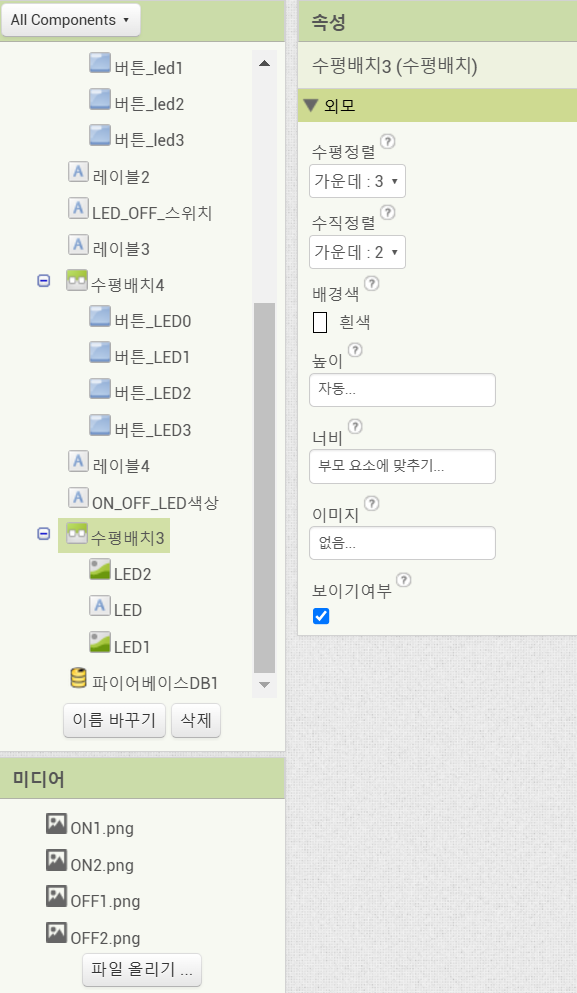 All Components
버튼_led1
버튼_led2
버튼_led3
레이블2
LED_OFF_스위치
레이블3
수평배치4
버튼_LED0
버튼_LED1
버튼_LED2
버튼_LED3
레이블4
ON_OFF_LED색상
수평배치3
LED2
LED
LED1
파이어베이스DB1
이름 바꾸기 삭제
미디어
ON1.png
ON2.png
OFF1.png
OFF2.png
파일 올리기 ...
속성
수평배치3 (수평배치)
외모
수평정렬 ?
가운데 : 3
수직정렬 ?
가운데 : 2
배경색 ?
흰색
높이 ?
자동...
너비 ?
부모 요소에 맞추기...
이미지 ?
없음...
보이기여부 ?